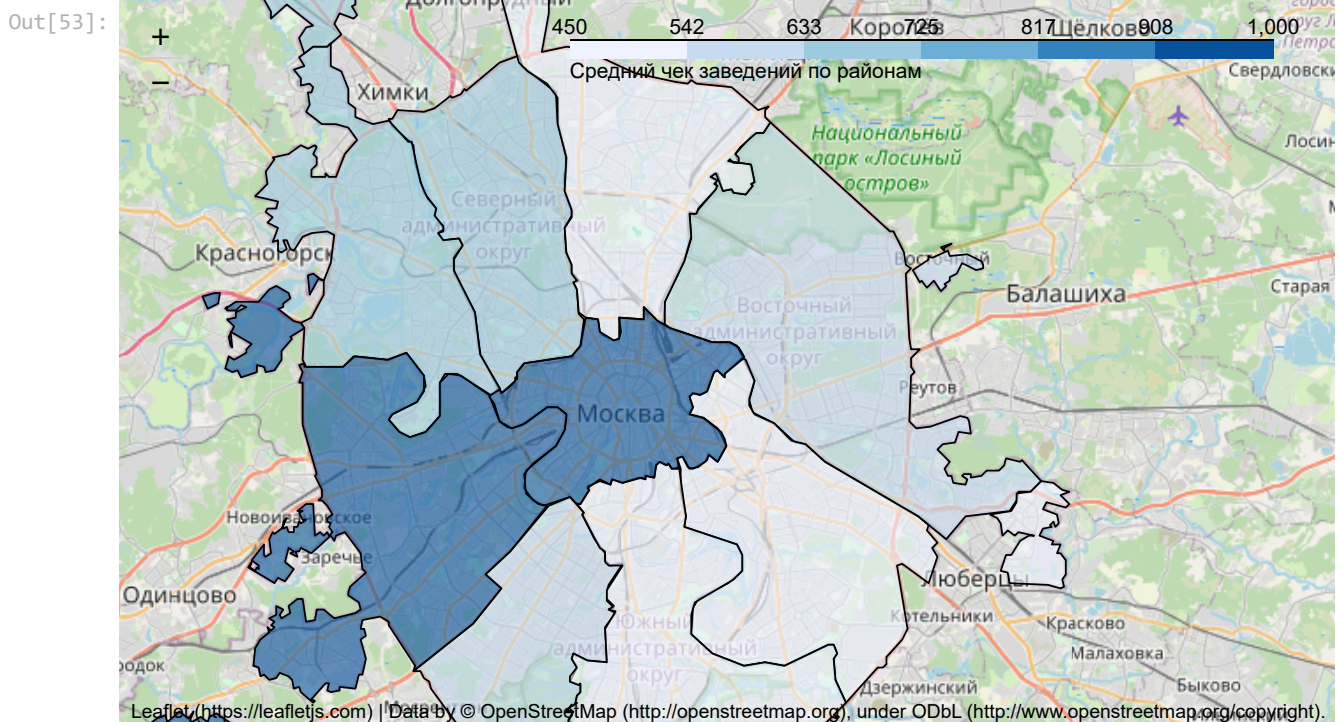 Out[53]:
Долгопрудный
+
−
450 542 633 725 817 908 1,000
Королёв
Щёлково
Средний чек заведений по районам
Свердловски
Химки
Национальный
парк «Лосиный
остров»
Лосин
Северный
административный
округ
Красногорск
Восточный
Балашиха
Старая
Восточный
административный
округ
Реутов
Москва
Новоивановское
Заречье
Одинцово
Люберцы
Котельники
Красково
Южный
административный
округ
Малаховка
родок
Дзержинский
Быково
Leaflet (https://leafletjs.com) | Data by © OpenStreetMap (http://openstreetmap.org), under ODbL (http://www.openstreetmap.org/copyright).